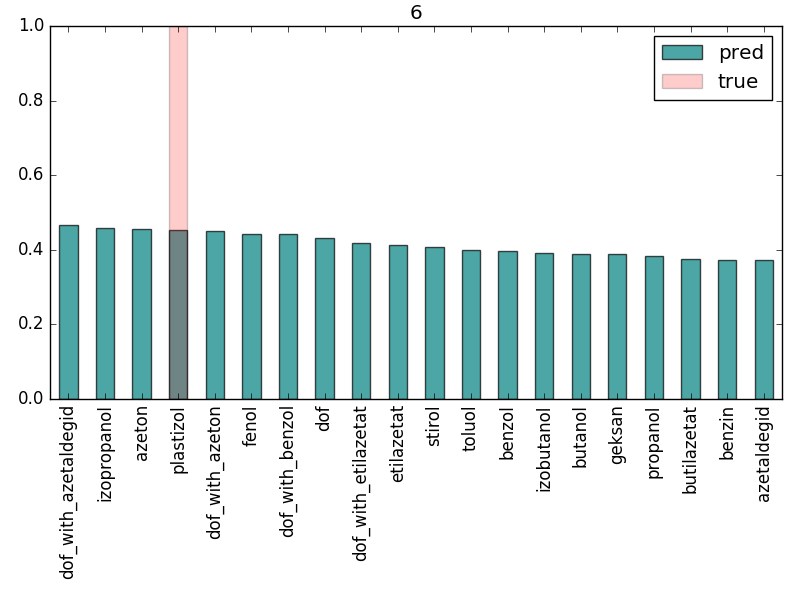 6
1.0
0.8
0.6
0.4
0.2
0.0
pred
true
dof_with_azetaldegid
izopropanol
azeton
plastizol
dof_with_azeton
fenol
dof_with_benzol
dof
dof_with_etilazetat
etilazetat
stirol
toluol
benzol
izobutanol
butanol
geksan
propanol
butilazetat
benzin
azetaldegid